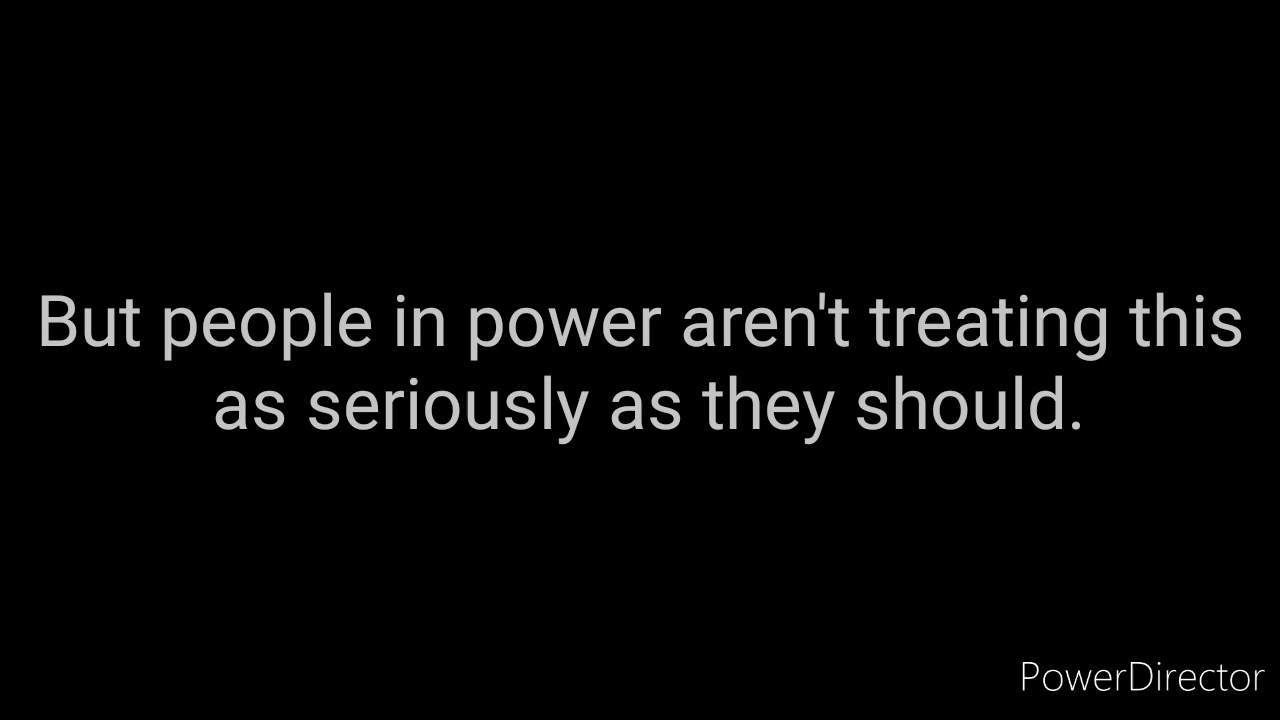 But people in power aren't treating this
as seriously as they should.
PowerDirector